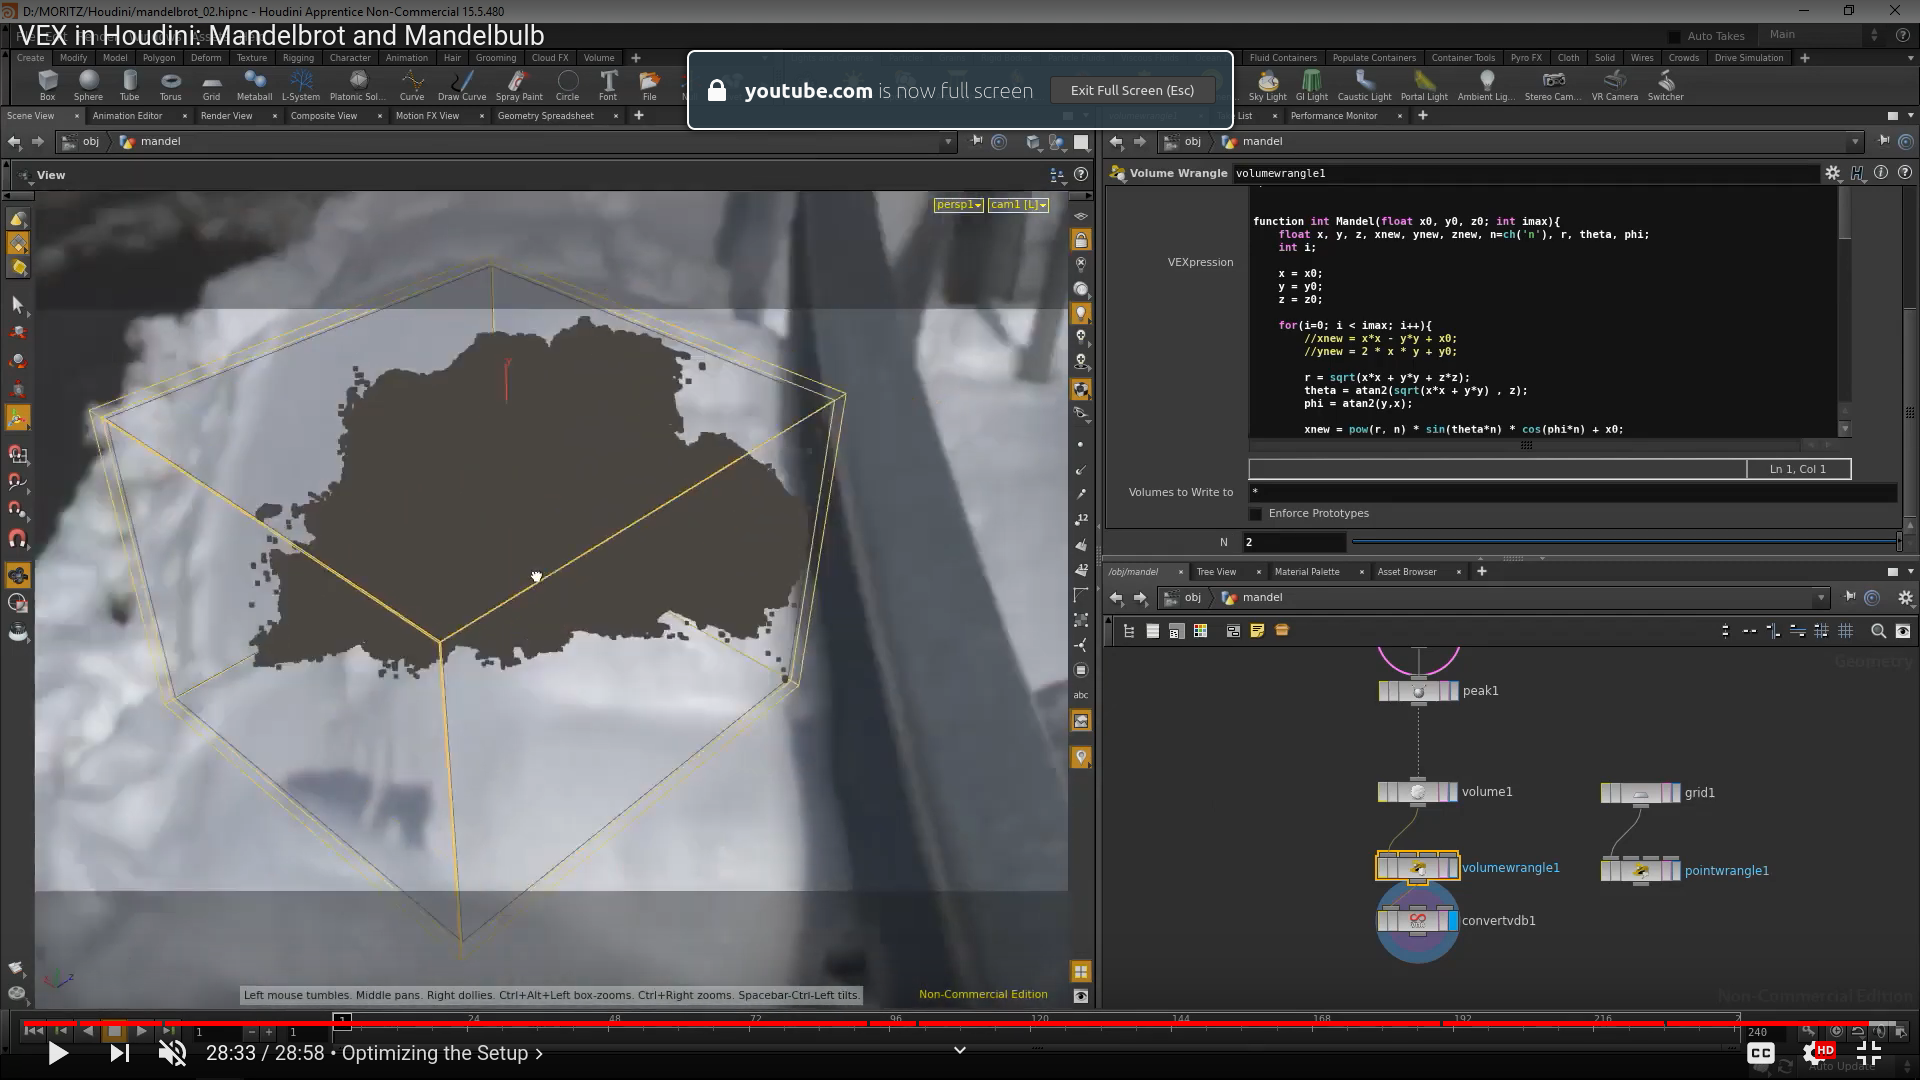 D:/MORITZ/Houdini/mandelbrot_02.hipnc - Houdini Apprentice Non-Commercial 15.5.480
VEX in Houdini: Mandelbrot and Mandelbulb
Auto Takes
Main
Create Modify Model Polygon Deform Texture Rigging Character Animation Hair Grooming Cloud FX Volume
Fluid Containers Populate Containers Container Tools Pyro FX Cloth Solid Wires Crowds Drive Simulation
youtube.com is now full screen
Exit Full Screen (Esc)
Box Sphere Tube Torus Grid Metaball L-System Platonic Sol... Curve Draw Curve Spray Paint Circle Font File
Sky Light GI Light Caustic Light Portal Light Ambient Lig... Stereo Cam... VR Camera Switcher
Scene View Animation Editor Render View Composite View Motion FX View Geometry Spreadsheet
List Performance Monitor
obj mandel
obj mandel
View
Volume Wrangle volumewrangle1
persp1 cam1 [L]
VEXpression
function int Mandel(float x0, y0, z0; int imax){
float x, y, z, xnew, ynew, znew, n=ch('n'), r, theta, phi;
int i;
x = x0;
y = y0;
z = z0;
for(i=0; i < imax; i++){
//xnew = x*x - y*y + x0;
//ynew = 2 * x * y + y0;
r = sqrt(x*x + y*y + z*z);
theta = atan2(sqrt(x*x + y*y) , z);
phi = atan2(y,x);
xnew = pow(r, n) * sin(theta*n) * cos(phi*n) + x0;
Ln 1, Col 1
Volumes to Write to *
Enforce Prototypes
N 2
/obj/mandel Tree View Material Palette Asset Browser
obj mandel
12
12
abc
Geometry
peak1
volume1
grid1
volumewrangle1
pointwrangle1
convertvdb1
Left mouse tumbles. Middle pans. Right dollies. Ctrl+Alt+Left box-zooms. Ctrl+Right zooms. Spacebar-Ctrl-Left tilts.
Non-Commercial Edition
Non-Commercial Edition
1 1 1 24 48 72 96 120 144 168 192 216 240
28:33 / 28:58 • Optimizing the Setup
CC
HD
Auto Update